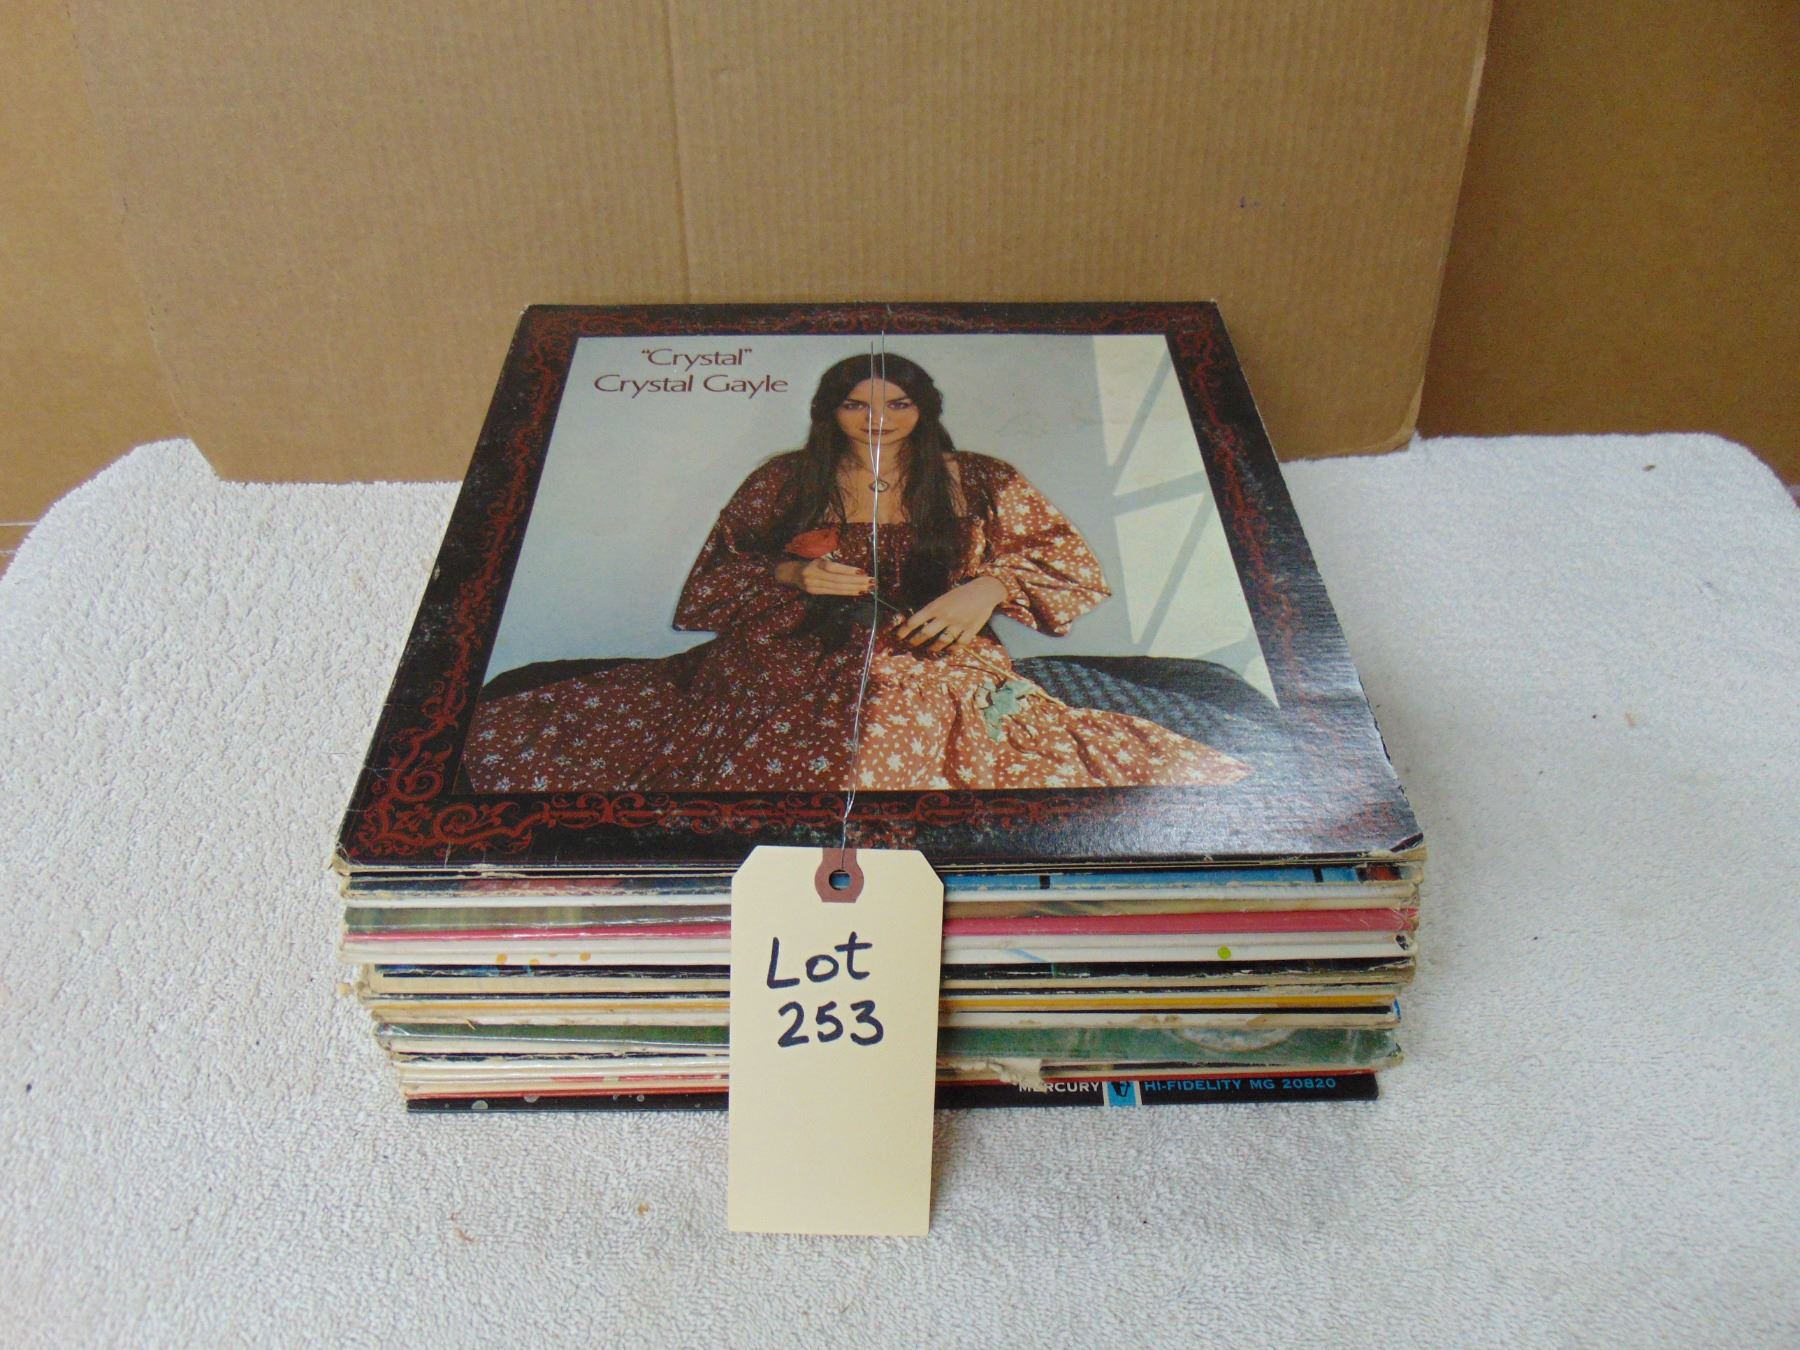 “Crystal”
Crystal Gayle
Lot
253
MERCURY HI-FIDELITY MG 20820